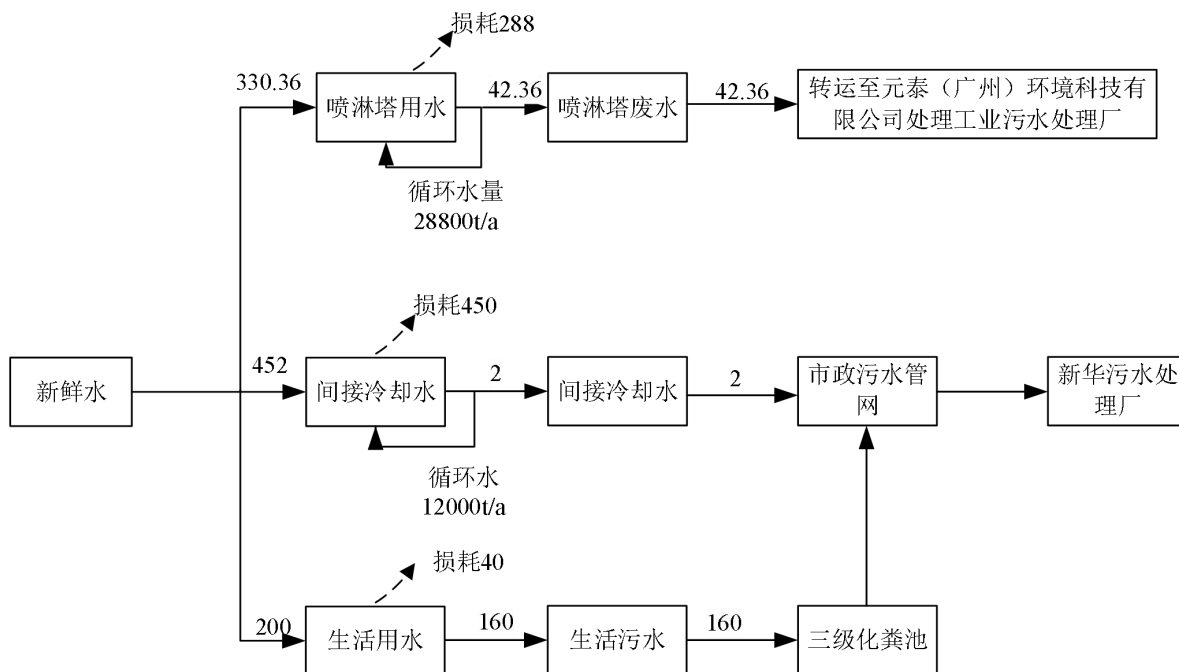 损耗288
330.36
喷淋塔用水
42.36
喷淋塔废水
42.36
转运至元泰（广州）环境科技有
限公司处理工业污水处理厂
循环水量
28800t/a
损耗450
新鲜水
452
间接冷却水
2
间接冷却水
2
市政污水管
网
新华污水处
理厂
循环水
12000t/a
损耗40
200
生活用水
160
生活污水
160
三级化粪池